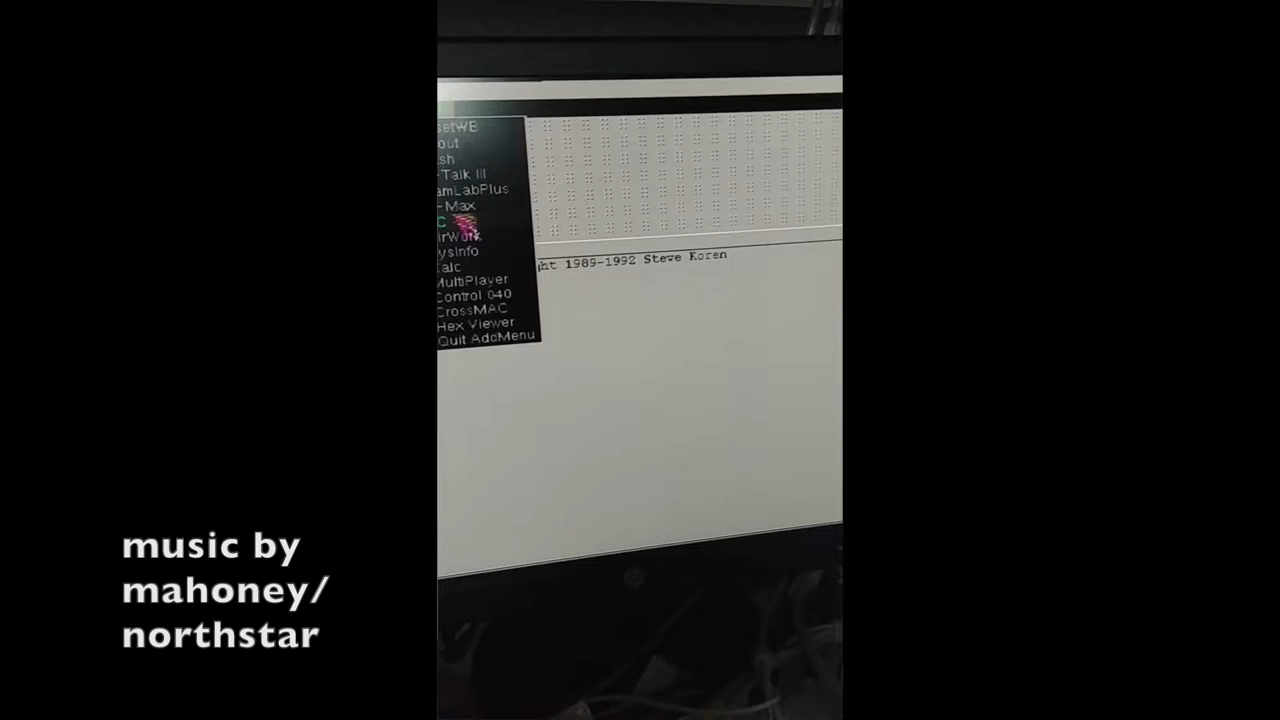 setWB
out
sh
-Talk III
amLabPlus
-Max
C
irWork
ysInfo
alc
MultiPlayer
Control 040
CrossMAC
Hex Viewer
Quit AddMenu
ht 1989-1992 Steve Koren
music by
mahoney/
northstar